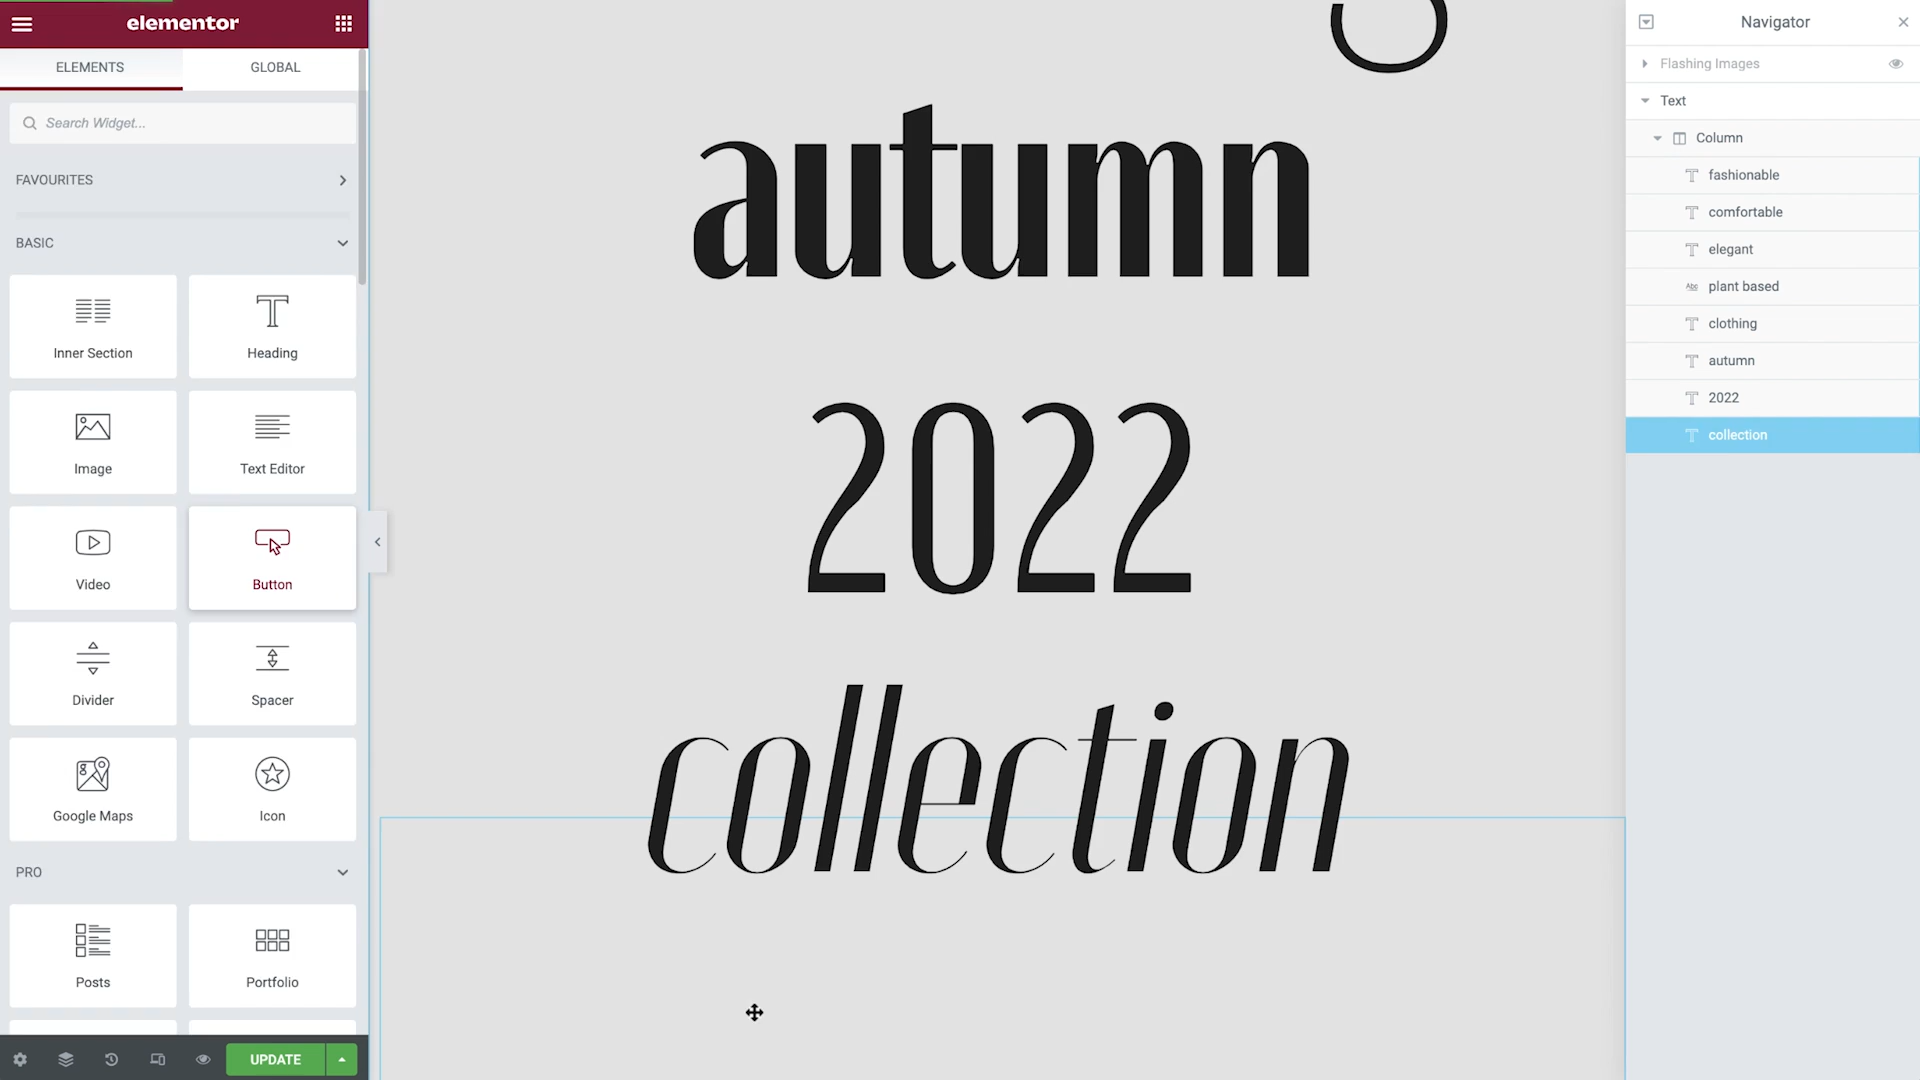 elementor
ELEMENTS
GLOBAL
Search Widget...
FAVOURITES
BASIC
Inner Section
Heading
Image
Text Editor
Video
Button
Divider
Spacer
Google Maps
Icon
PRO
Posts
Portfolio
UPDATE
autumn
2022
collection
Navigator
Flashing Images
Text
Column
fashionable
comfortable
elegant
Abc plant based
clothing
autumn
2022
collection